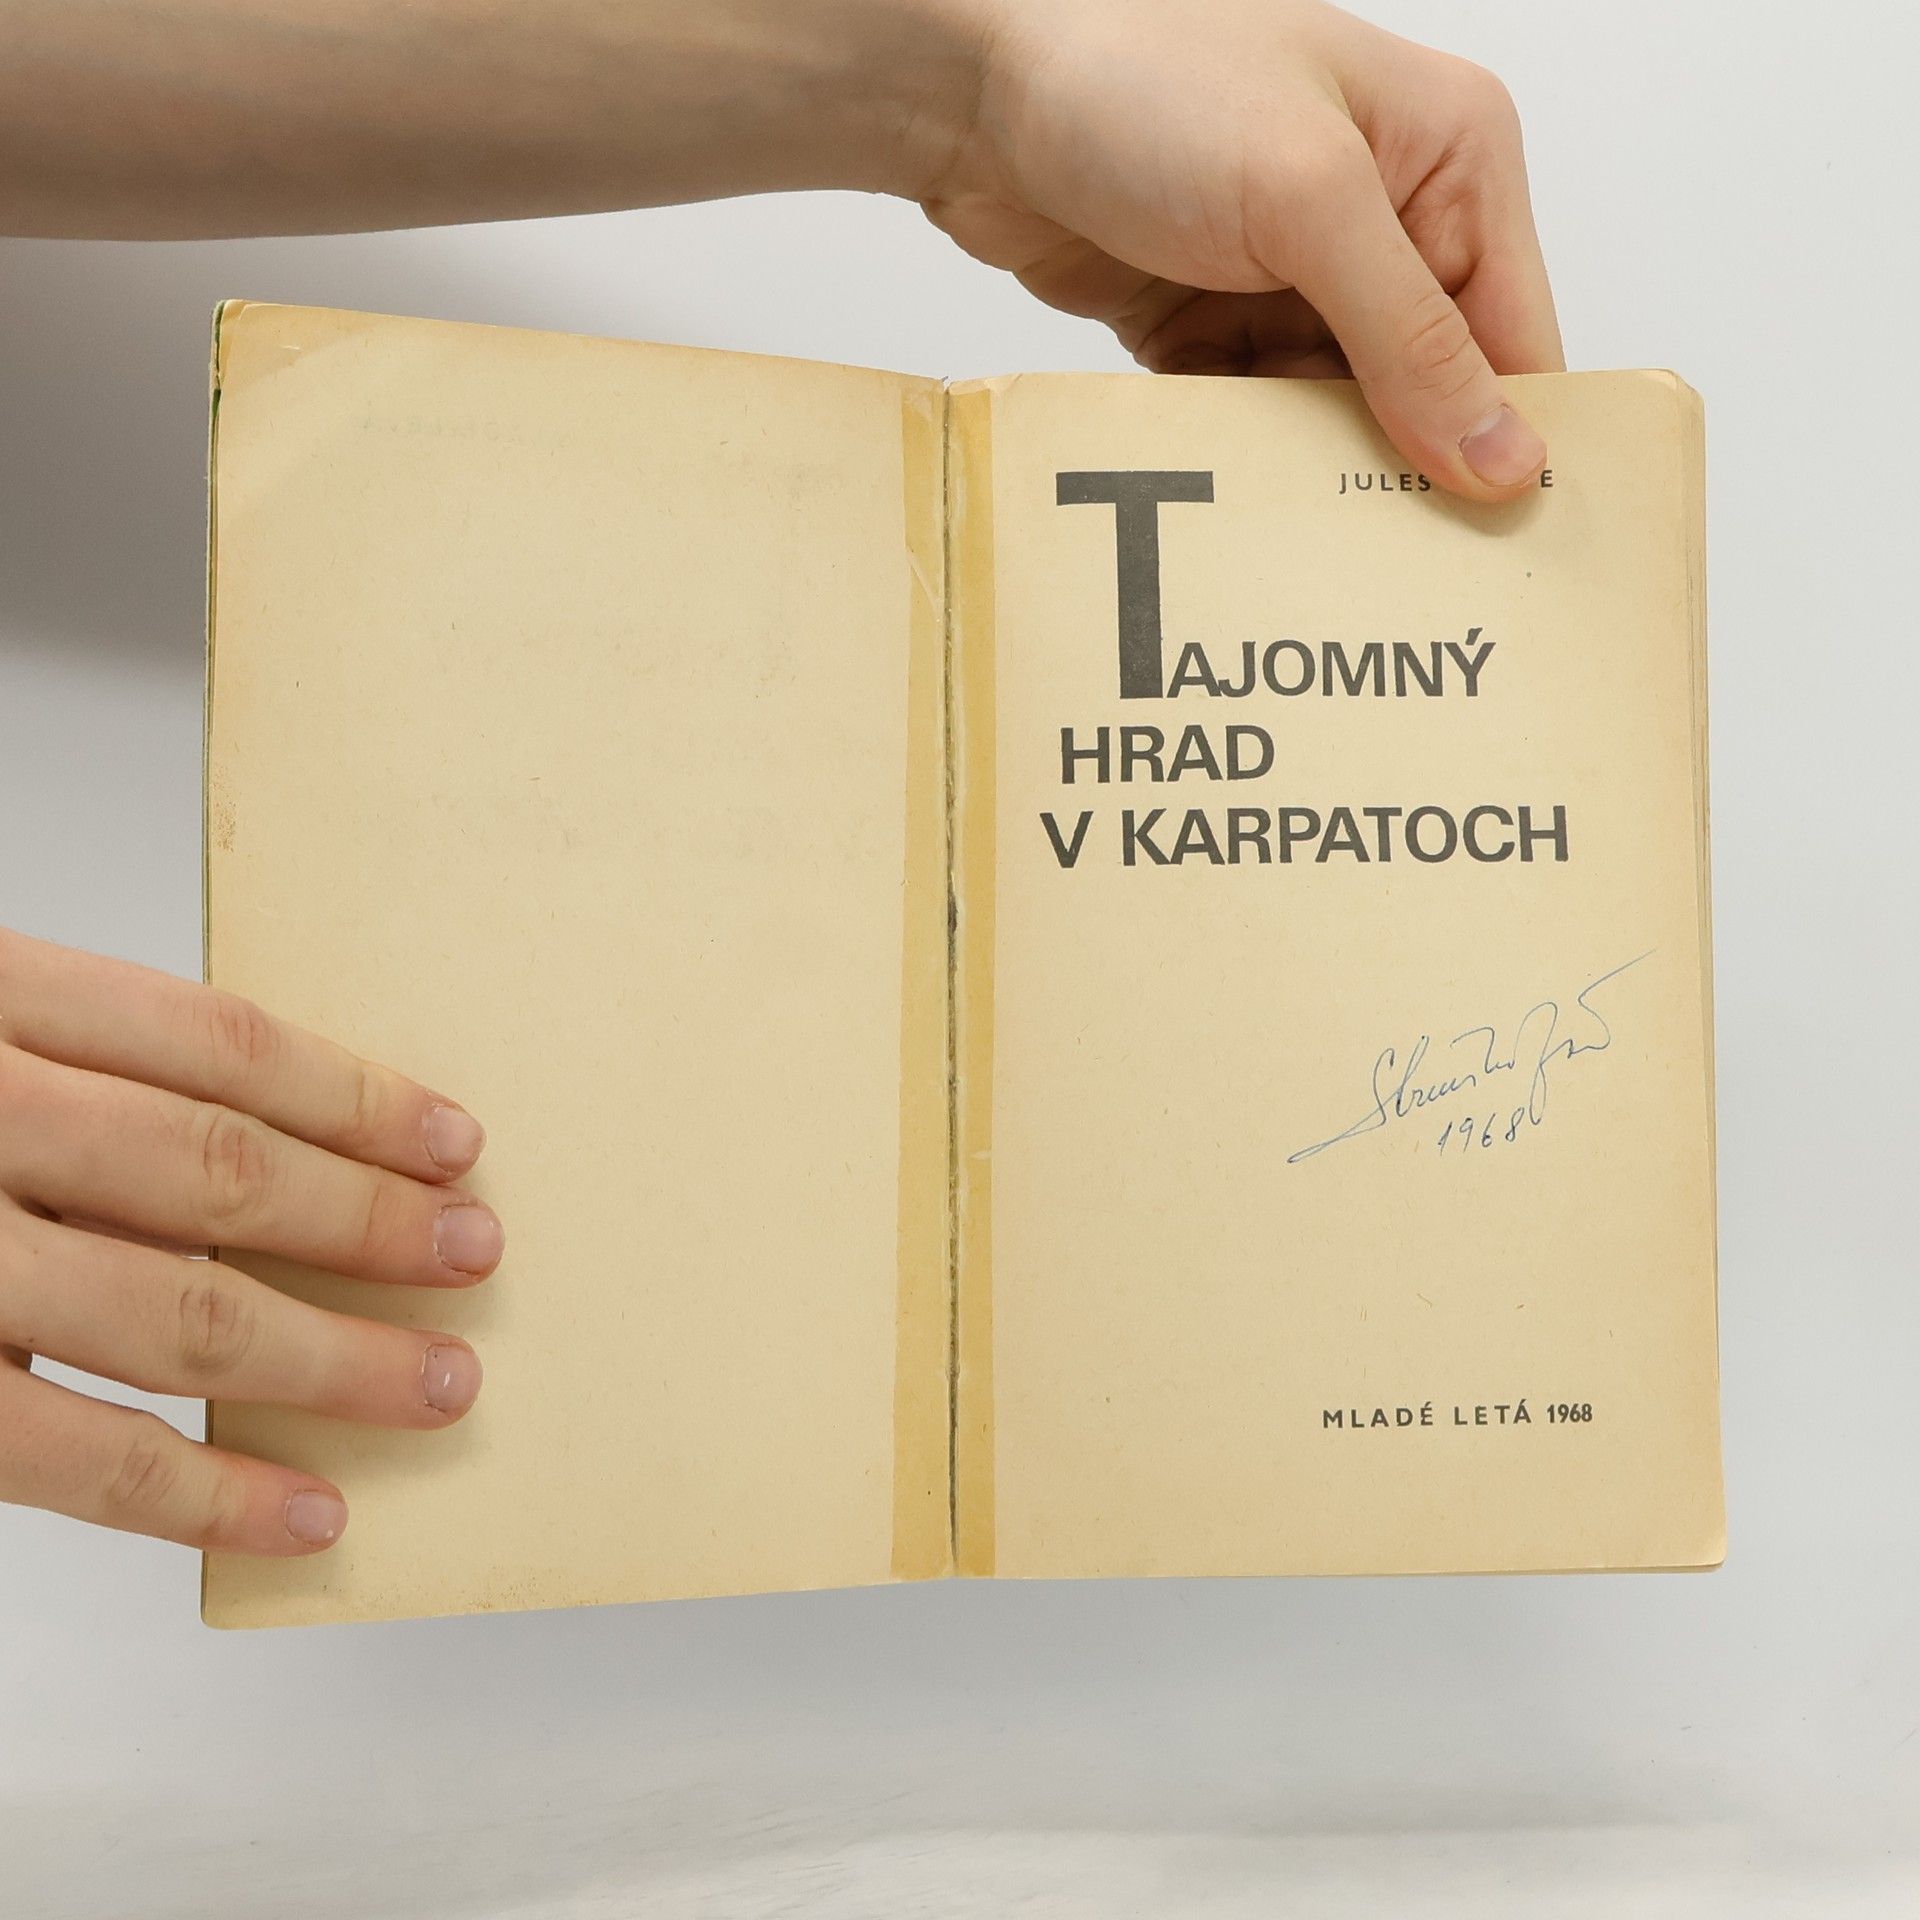 JULES
TAJOMNÝ
HRAD
V KARPATOCH
1968
MLADÉ LETÁ 1968